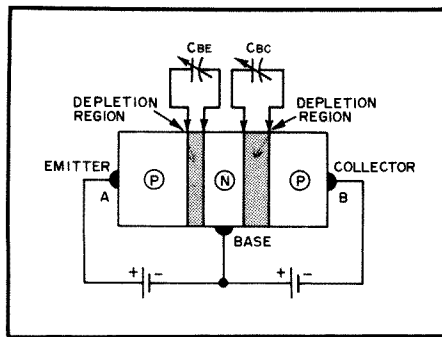 CBE CBC
DEPLETION REGION
DEPLETION REGION
EMITTER
COLLECTOR
P N P
A B
BASE
+ - + -